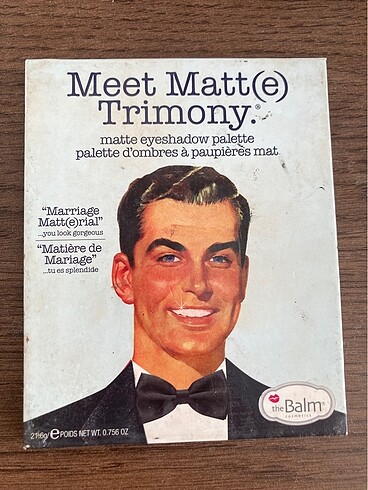 Meet Matt(e)
Trimony.®
matte eyeshadow palette
palette d'ombres à paupières mat
"Marriage
Matt(e)rial"
...you look gorgeous
"Matière de
Mariage"
...tu es splendide
the Balm®
cosmetics
21.6g e POIDS NET WT. 0.756 OZ